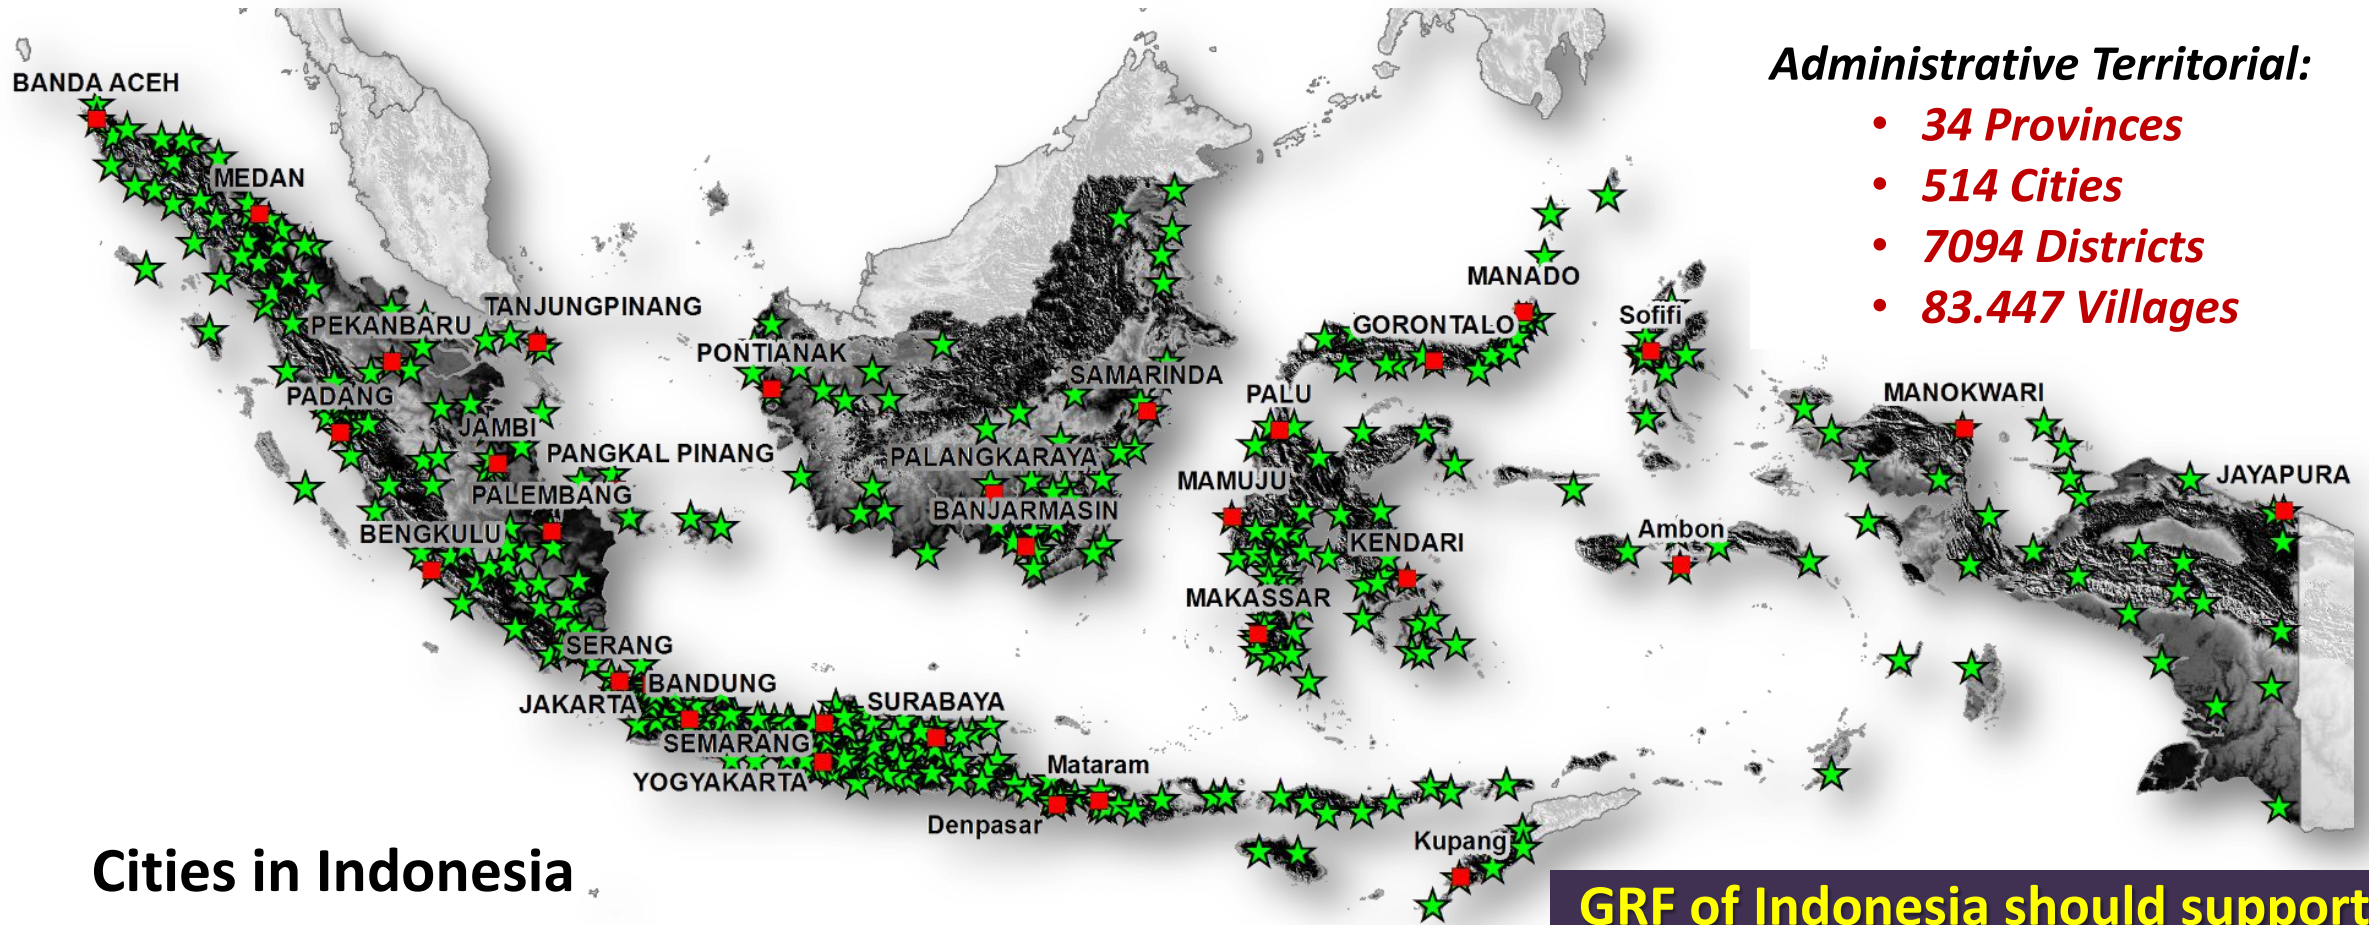 BANDA ACEH
Administrative Territorial:
• 34 Provinces
• 514 Cities
• 7094 Districts
• 83.447 Villages
MEDAN
MANADO
TANJUNGPINANG
Sofifi
PEKANBARU
GORONTALO
PONTIANAK
SAMARINDA
PADANG
PALU
MANOKWARI
JAMBI
PANGKAL PINANG
PALANGKARAYA
MAMUJU
JAYAPURA
PALEMBANG
BANJARMASIN
BENGKULU
KENDARI
Ambon
MAKASSAR
SERANG
BANDUNG
JAKARTA
SURABAYA
SEMARANG
YOGYAKARTA
Mataram
Denpasar
Kupang
Cities in Indonesia
GRF of Indonesia should support